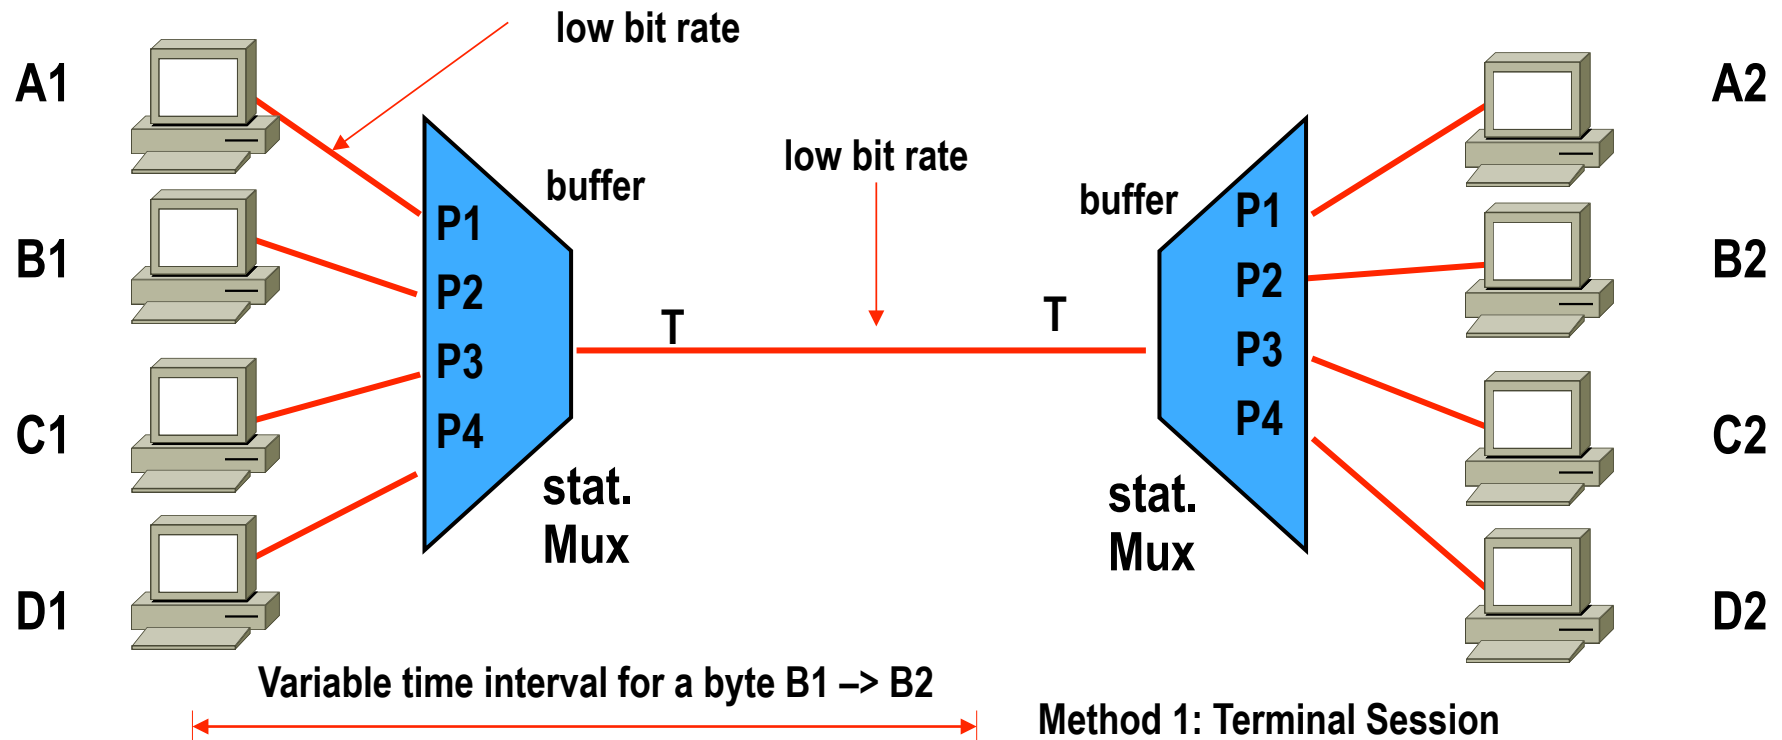 low bit rate
A1
A2
low bit rate
buffer
buffer
P1
P1
B1
B2
P2
P2
T
T
P3
P3
C1
C2
P4
P4
stat.
Mux
stat.
Mux
D1
D2
Variable time interval for a byte B1 –> B2
Method 1: Terminal Session